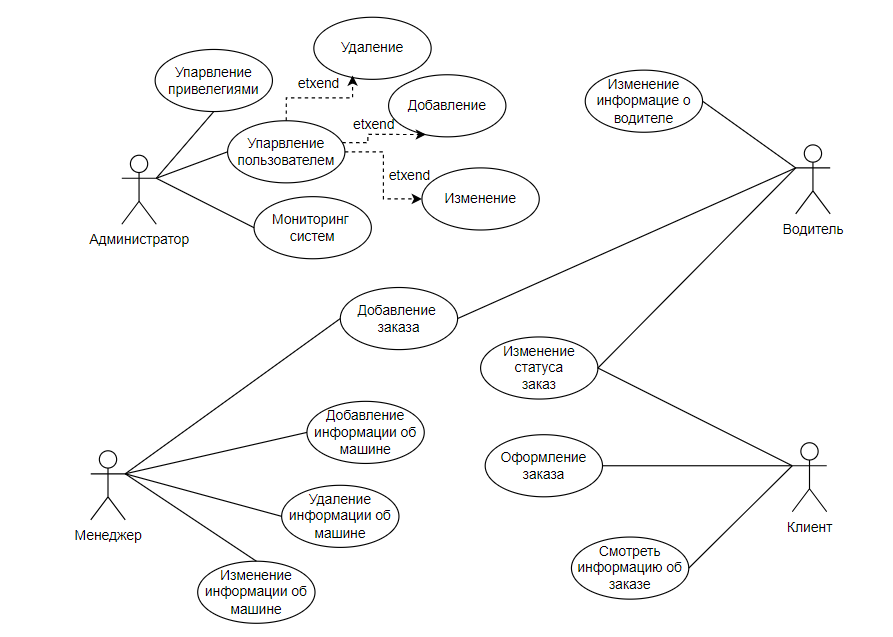 Удаление
Упарвление
привелегиями
etxend
Добавление
Изменение
информацие о
водителе
etxend
Упарвление
пользователем
etxend
Изменение
Мониторинг
систем
Администратор
Водитель
Добавление
заказа
Изменение
статуса
заказ
Добавление
информации об
машине
Оформление
заказа
Удаление
информации об
машине
Менеджер
Клиент
Смотреть
информацию об
заказе
Изменение
информации об
машине